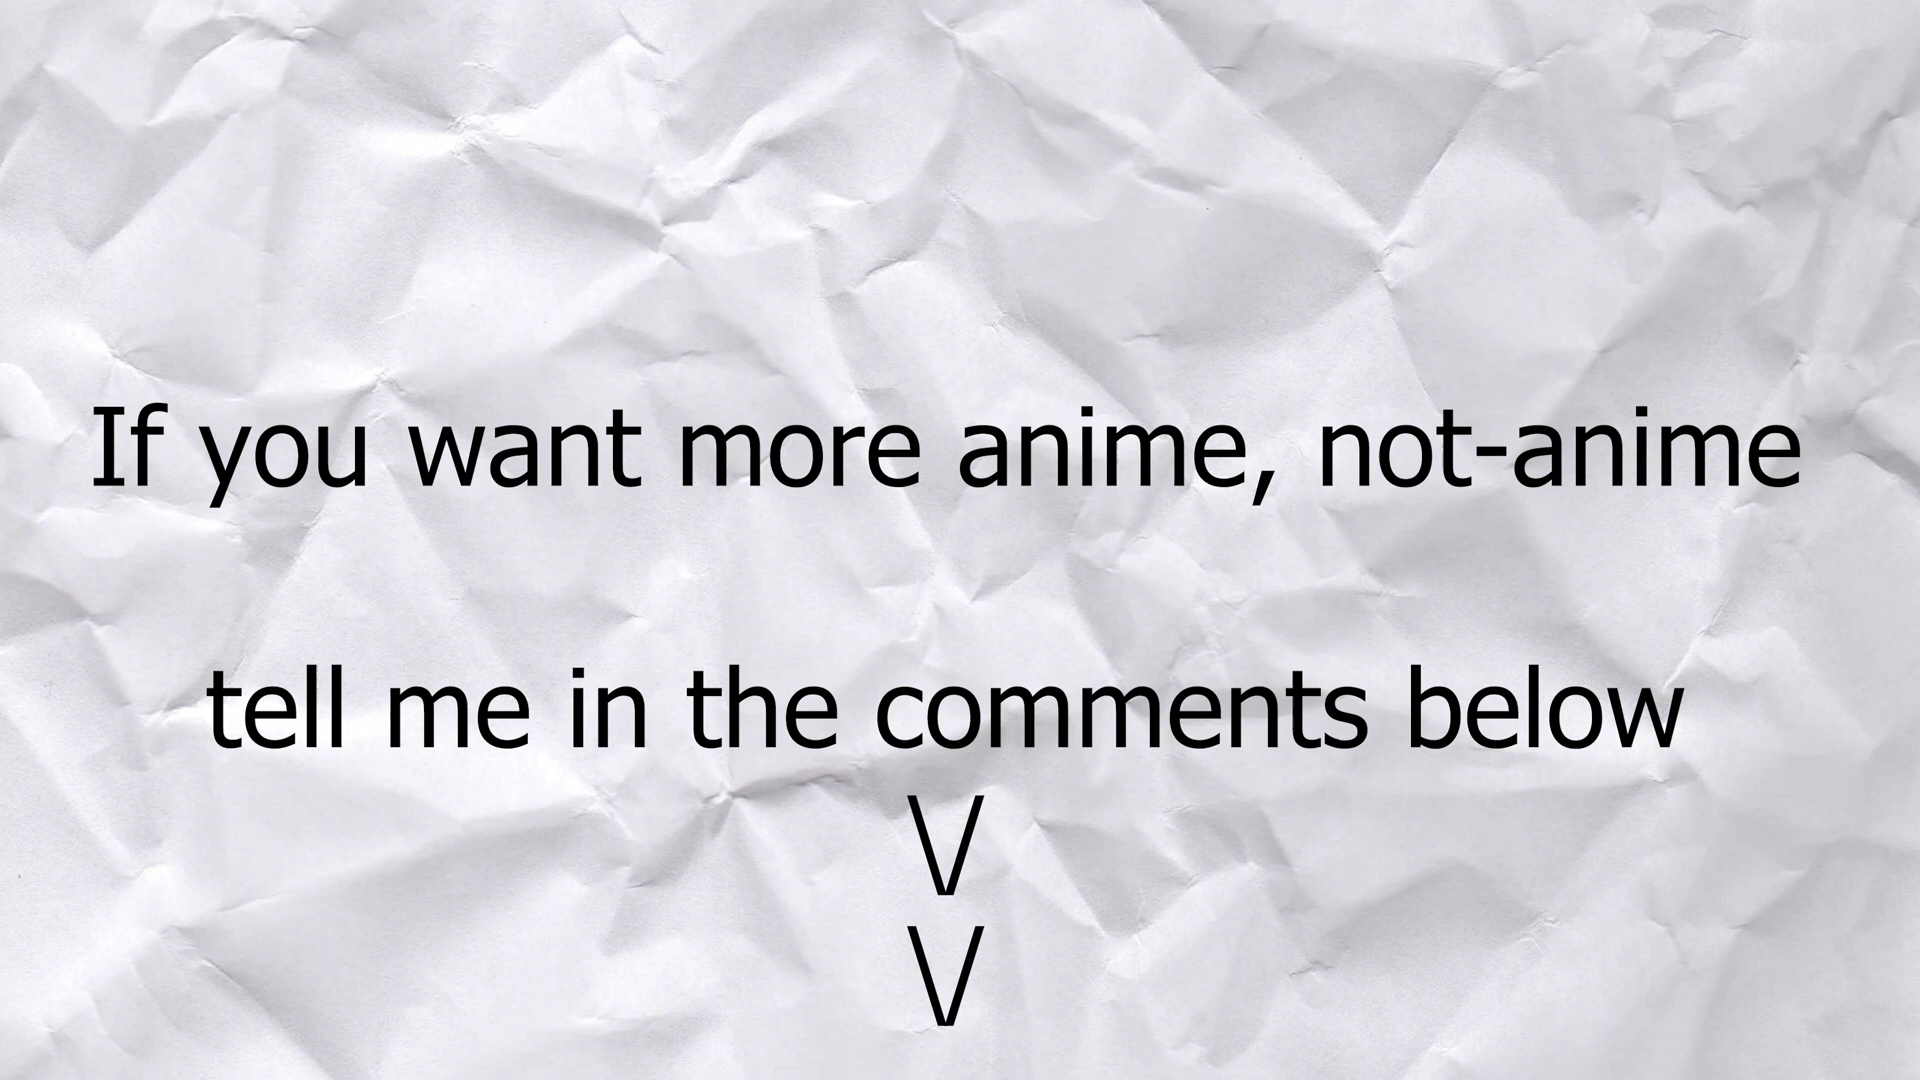 If you want more anime, not-anime
tell me in the comments below
\/
\/